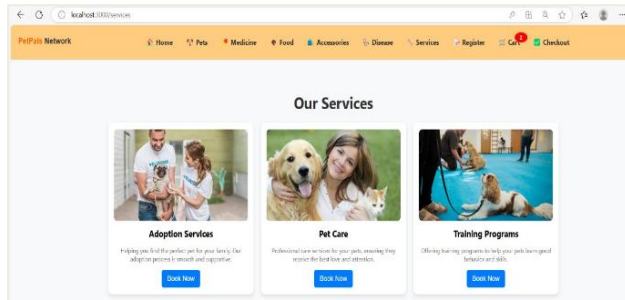 localhost:3000/services
PetPals Network Home Pets Medicine Food Accessories Disease Services Register Cart 1 Checkout
Our Services
Adoption Services
Helping you find the perfect pet for your family. Our
adoption process is smooth and supportive.
Book Now
Pet Care
Professional care services for your pets, ensuring they
receive the best love and attention.
Book Now
Training Programs
Offering training programs to help your pets learn good
behavior and skills.
Book Now